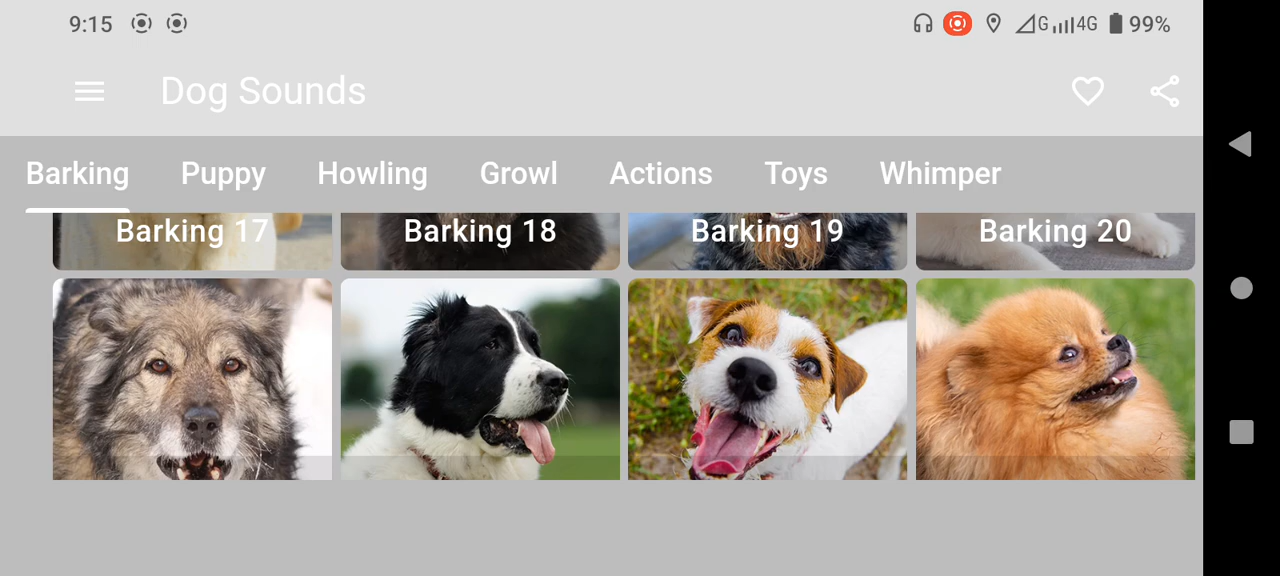 9:15 G 4G 99%
Dog Sounds
Barking Puppy Howling Growl Actions Toys Whimper
Barking 17 Barking 18 Barking 19 Barking 20